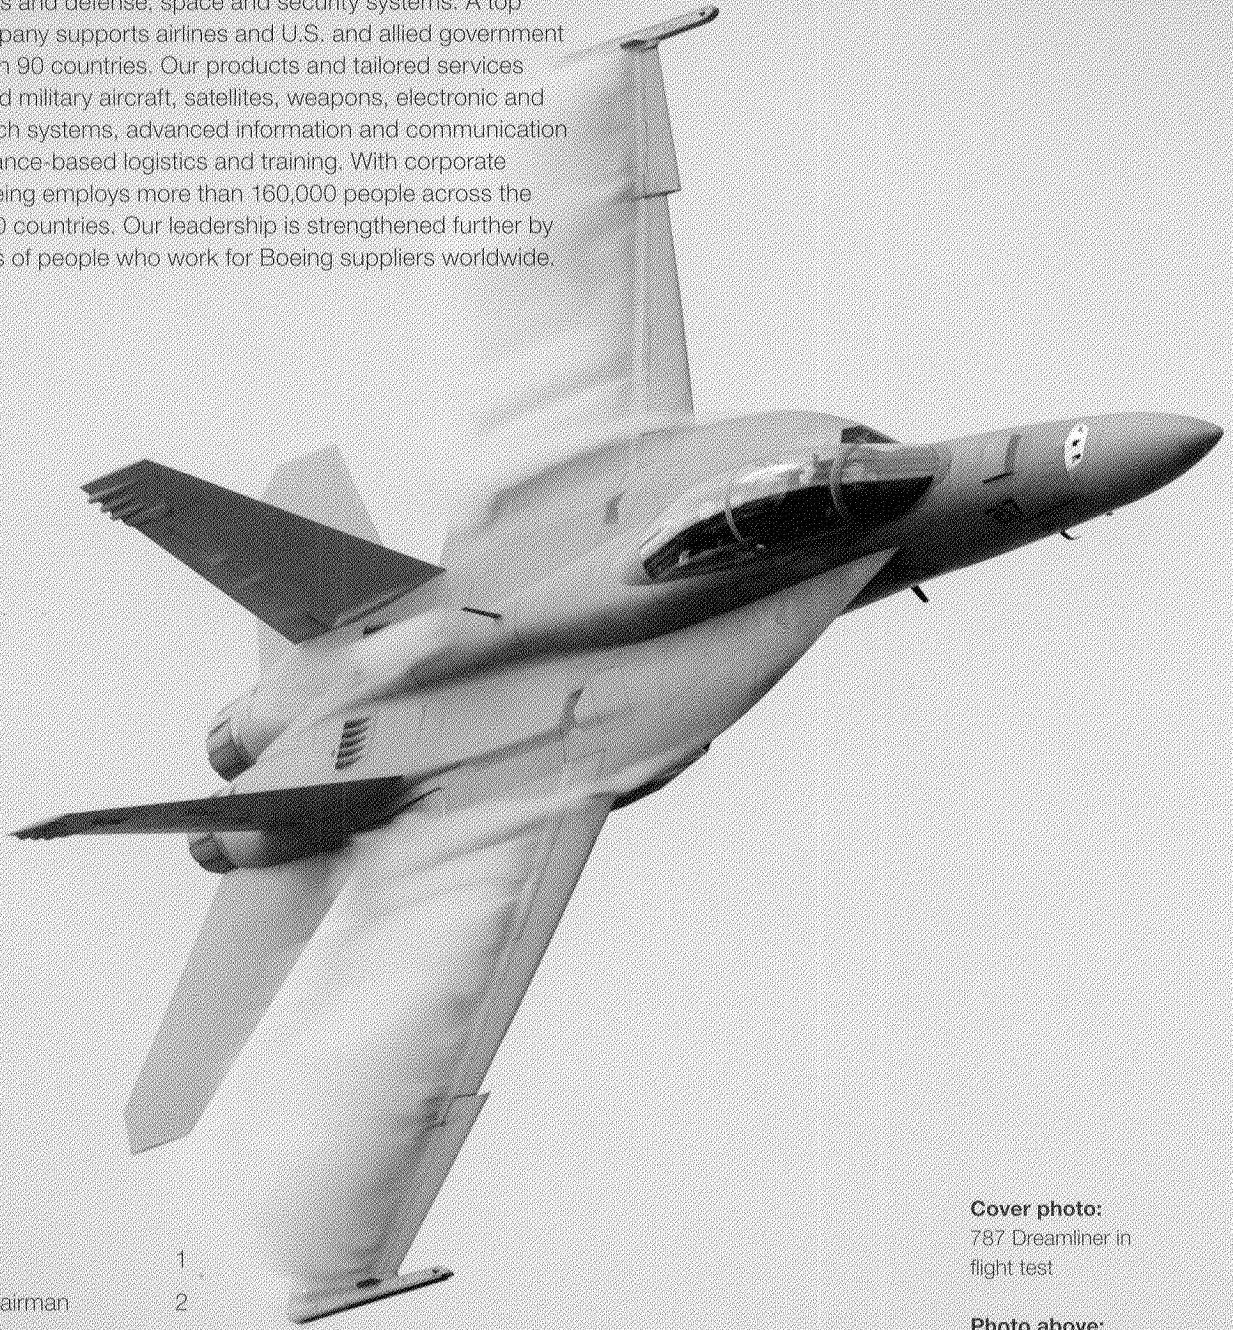 s and defense, space and security systems. A top
pany supports airlines and U.S. and allied government
n 90 countries. Our products and tailored services
d military aircraft, satellites, weapons, electronic and
ch systems, advanced information and communication
ance-based logistics and training. With corporate
eing employs more than 160,000 people across the
0 countries. Our leadership is strengthened further by
s of people who work for Boeing suppliers worldwide.
1
airman 2
Cover photo:
787 Dreamliner in
flight test
Photo above: